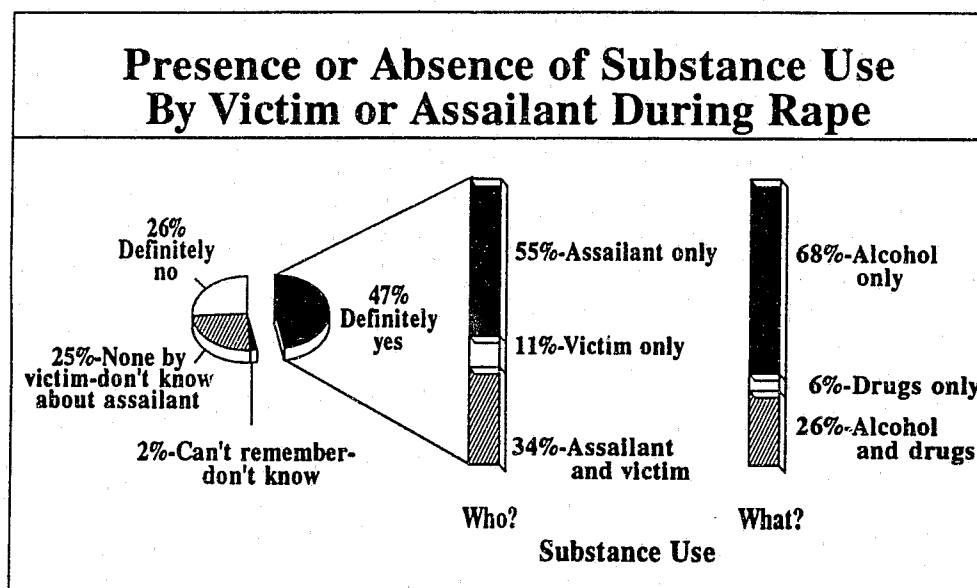 Presence or Absence of Substance Use
By Victim or Assailant During Rape
26%
Definitely
no
47%
Definitely
yes
25%-None by
victim-don't know
about assailant
2%-Can't remember-
don't know
55%-Assailant only
11%-Victim only
34%-Assailant
and victim
Who?
68%-Alcohol
only
6%-Drugs only
26%-Alcohol
and drugs
What?
Substance Use